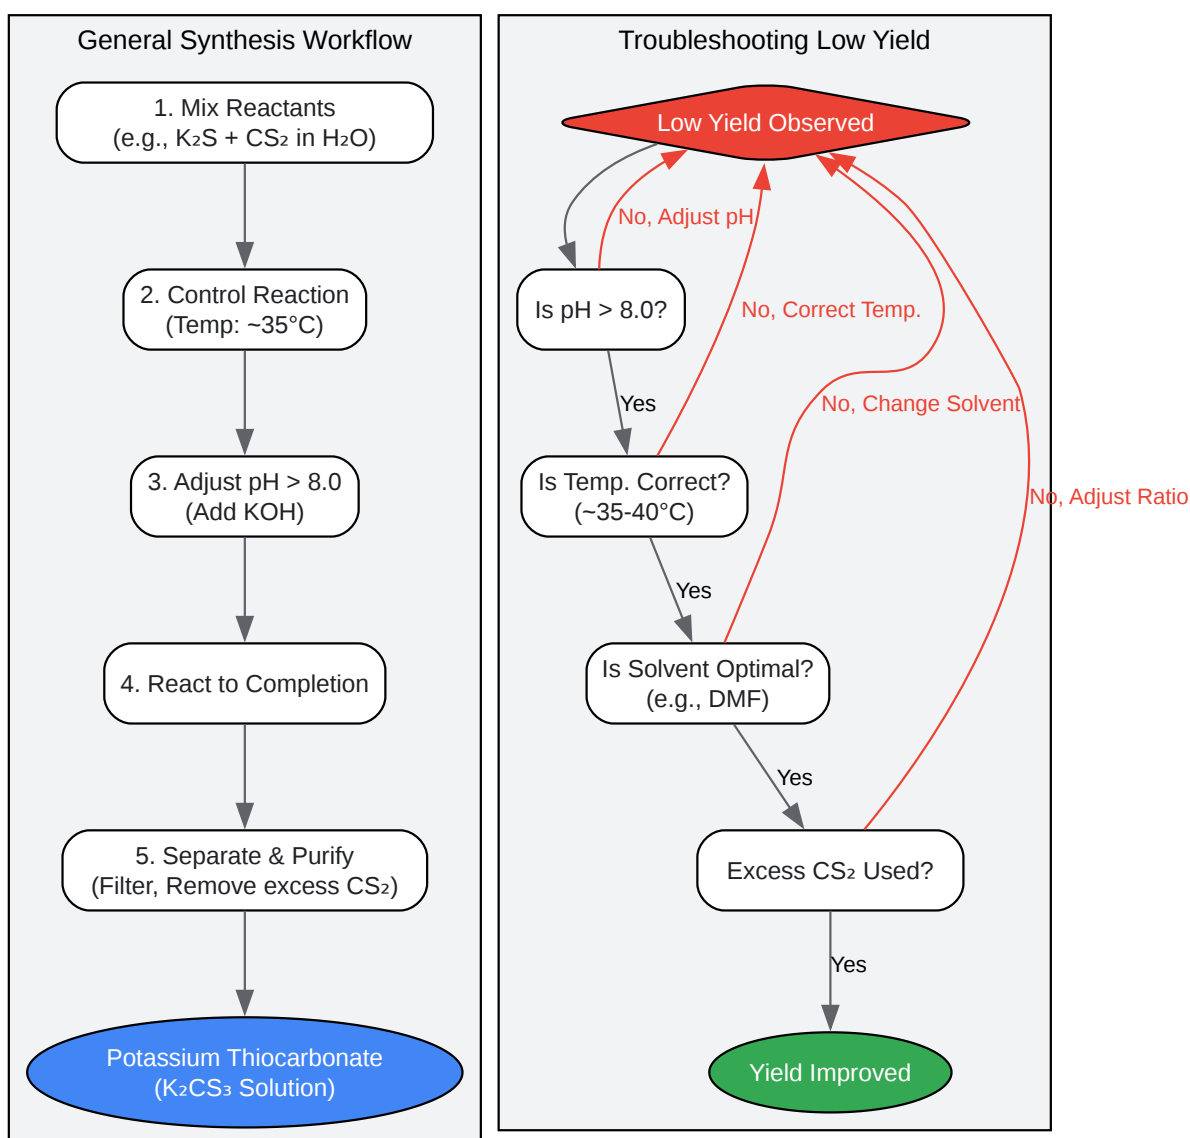 General Synthesis Workflow
1. Mix Reactants
(e.g., K₂S + CS₂ in H₂O)
2. Control Reaction
(Temp: ~35°C)
3. Adjust pH > 8.0
(Add KOH)
4. React to Completion
5. Separate & Purify
(Filter, Remove excess CS₂)
Potassium Thiocarbonate
(K₂CS₃ Solution)
Troubleshooting Low Yield
Low Yield Observed
No, Adjust pH
Is pH > 8.0?
No, Correct Temp.
Yes
No, Change Solvent
Is Temp. Correct?
(~35-40°C)
No, Adjust Ratio
Yes
Is Solvent Optimal?
(e.g., DMF)
Yes
Excess CS₂ Used?
Yes
Yield Improved